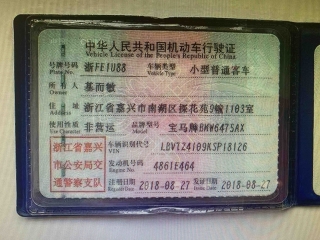 中华人民共和国机动车行驶证
Vehicle License of the People's Republic of China
号牌号码 浙FE1U88 车辆类型 小型普通客车
Plate No. Vehicle Type
所有人 基而敏
Owner
住址 浙江省嘉兴市南湖区择花苑9幢1103室
Address
使用性质 非营运 品牌型号 宝马牌BMW6475AX
Use Character Model
浙江省嘉兴 车辆识别代号 LBVTZ4109KSP18126
VIN
市公安局交 发动机号码 4861E464
Engine No.
通警察支队 注册日期 2018-08-27 发证日期 2018-08-27
Register Date Issue Date